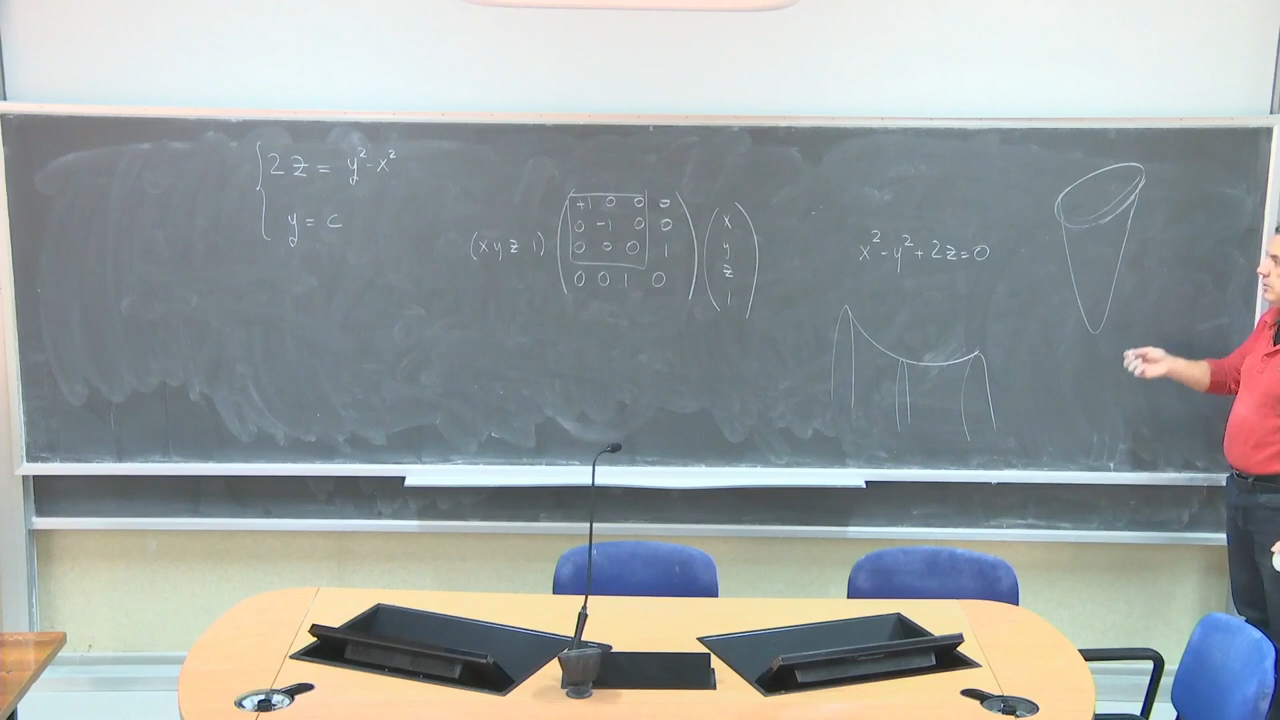 2z = y²-x²
y = c
(x y z 1)
+1 0 0 0
0 -1 0 0
0 0 0 1
0 0 1 0
x
y
z
1
x²-y²+2z=0